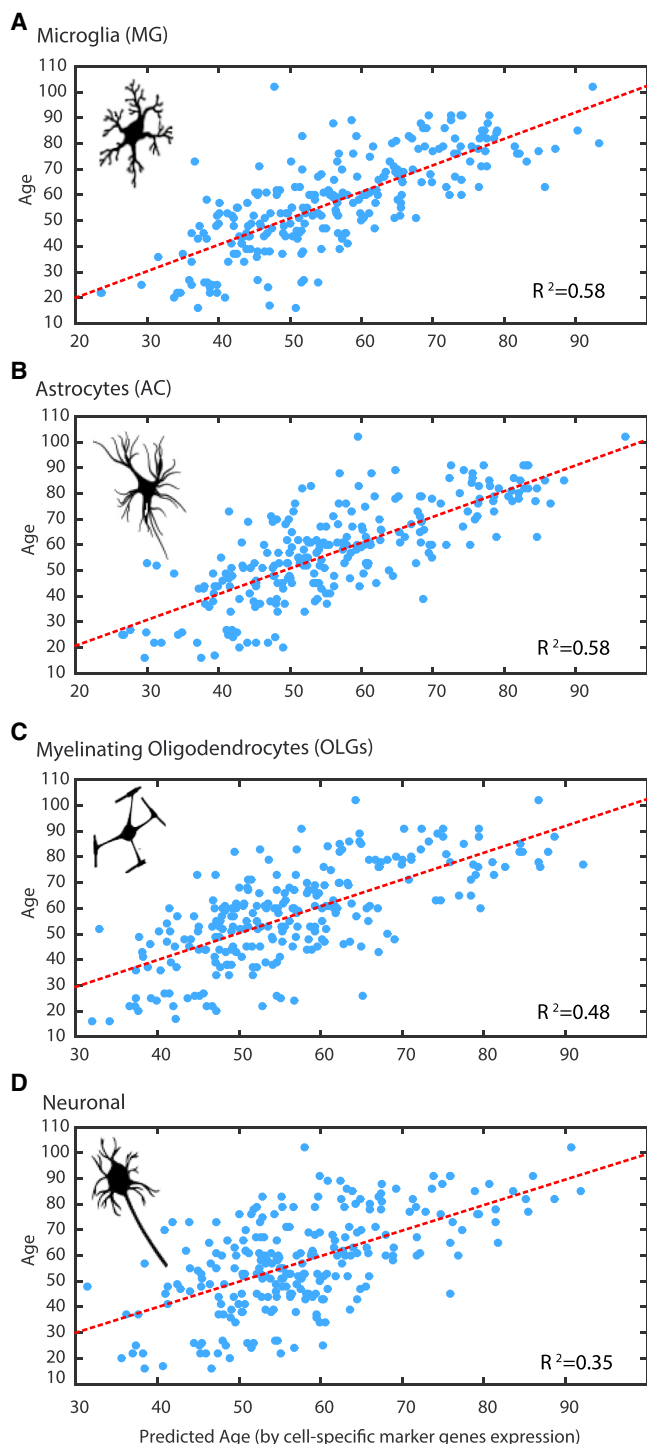 A
Microglia (MG)
110
100
90
80
70
60
50
40
30
20
10
Age
R²=0.58
20 30 40 50 60 70 80 90
B
Astrocytes (AC)
110
100
90
80
70
60
50
40
30
20
10
Age
R²=0.58
20 30 40 50 60 70 80 90
C
Myelinating Oligodendrocytes (OLGs)
110
100
90
80
70
60
50
40
30
20
10
Age
R²=0.48
30 40 50 60 70 80 90
D
Neuronal
110
100
90
80
70
60
50
40
30
20
10
Age
R²=0.35
30 40 50 60 70 80 90
Predicted Age (by cell-specific marker genes expression)